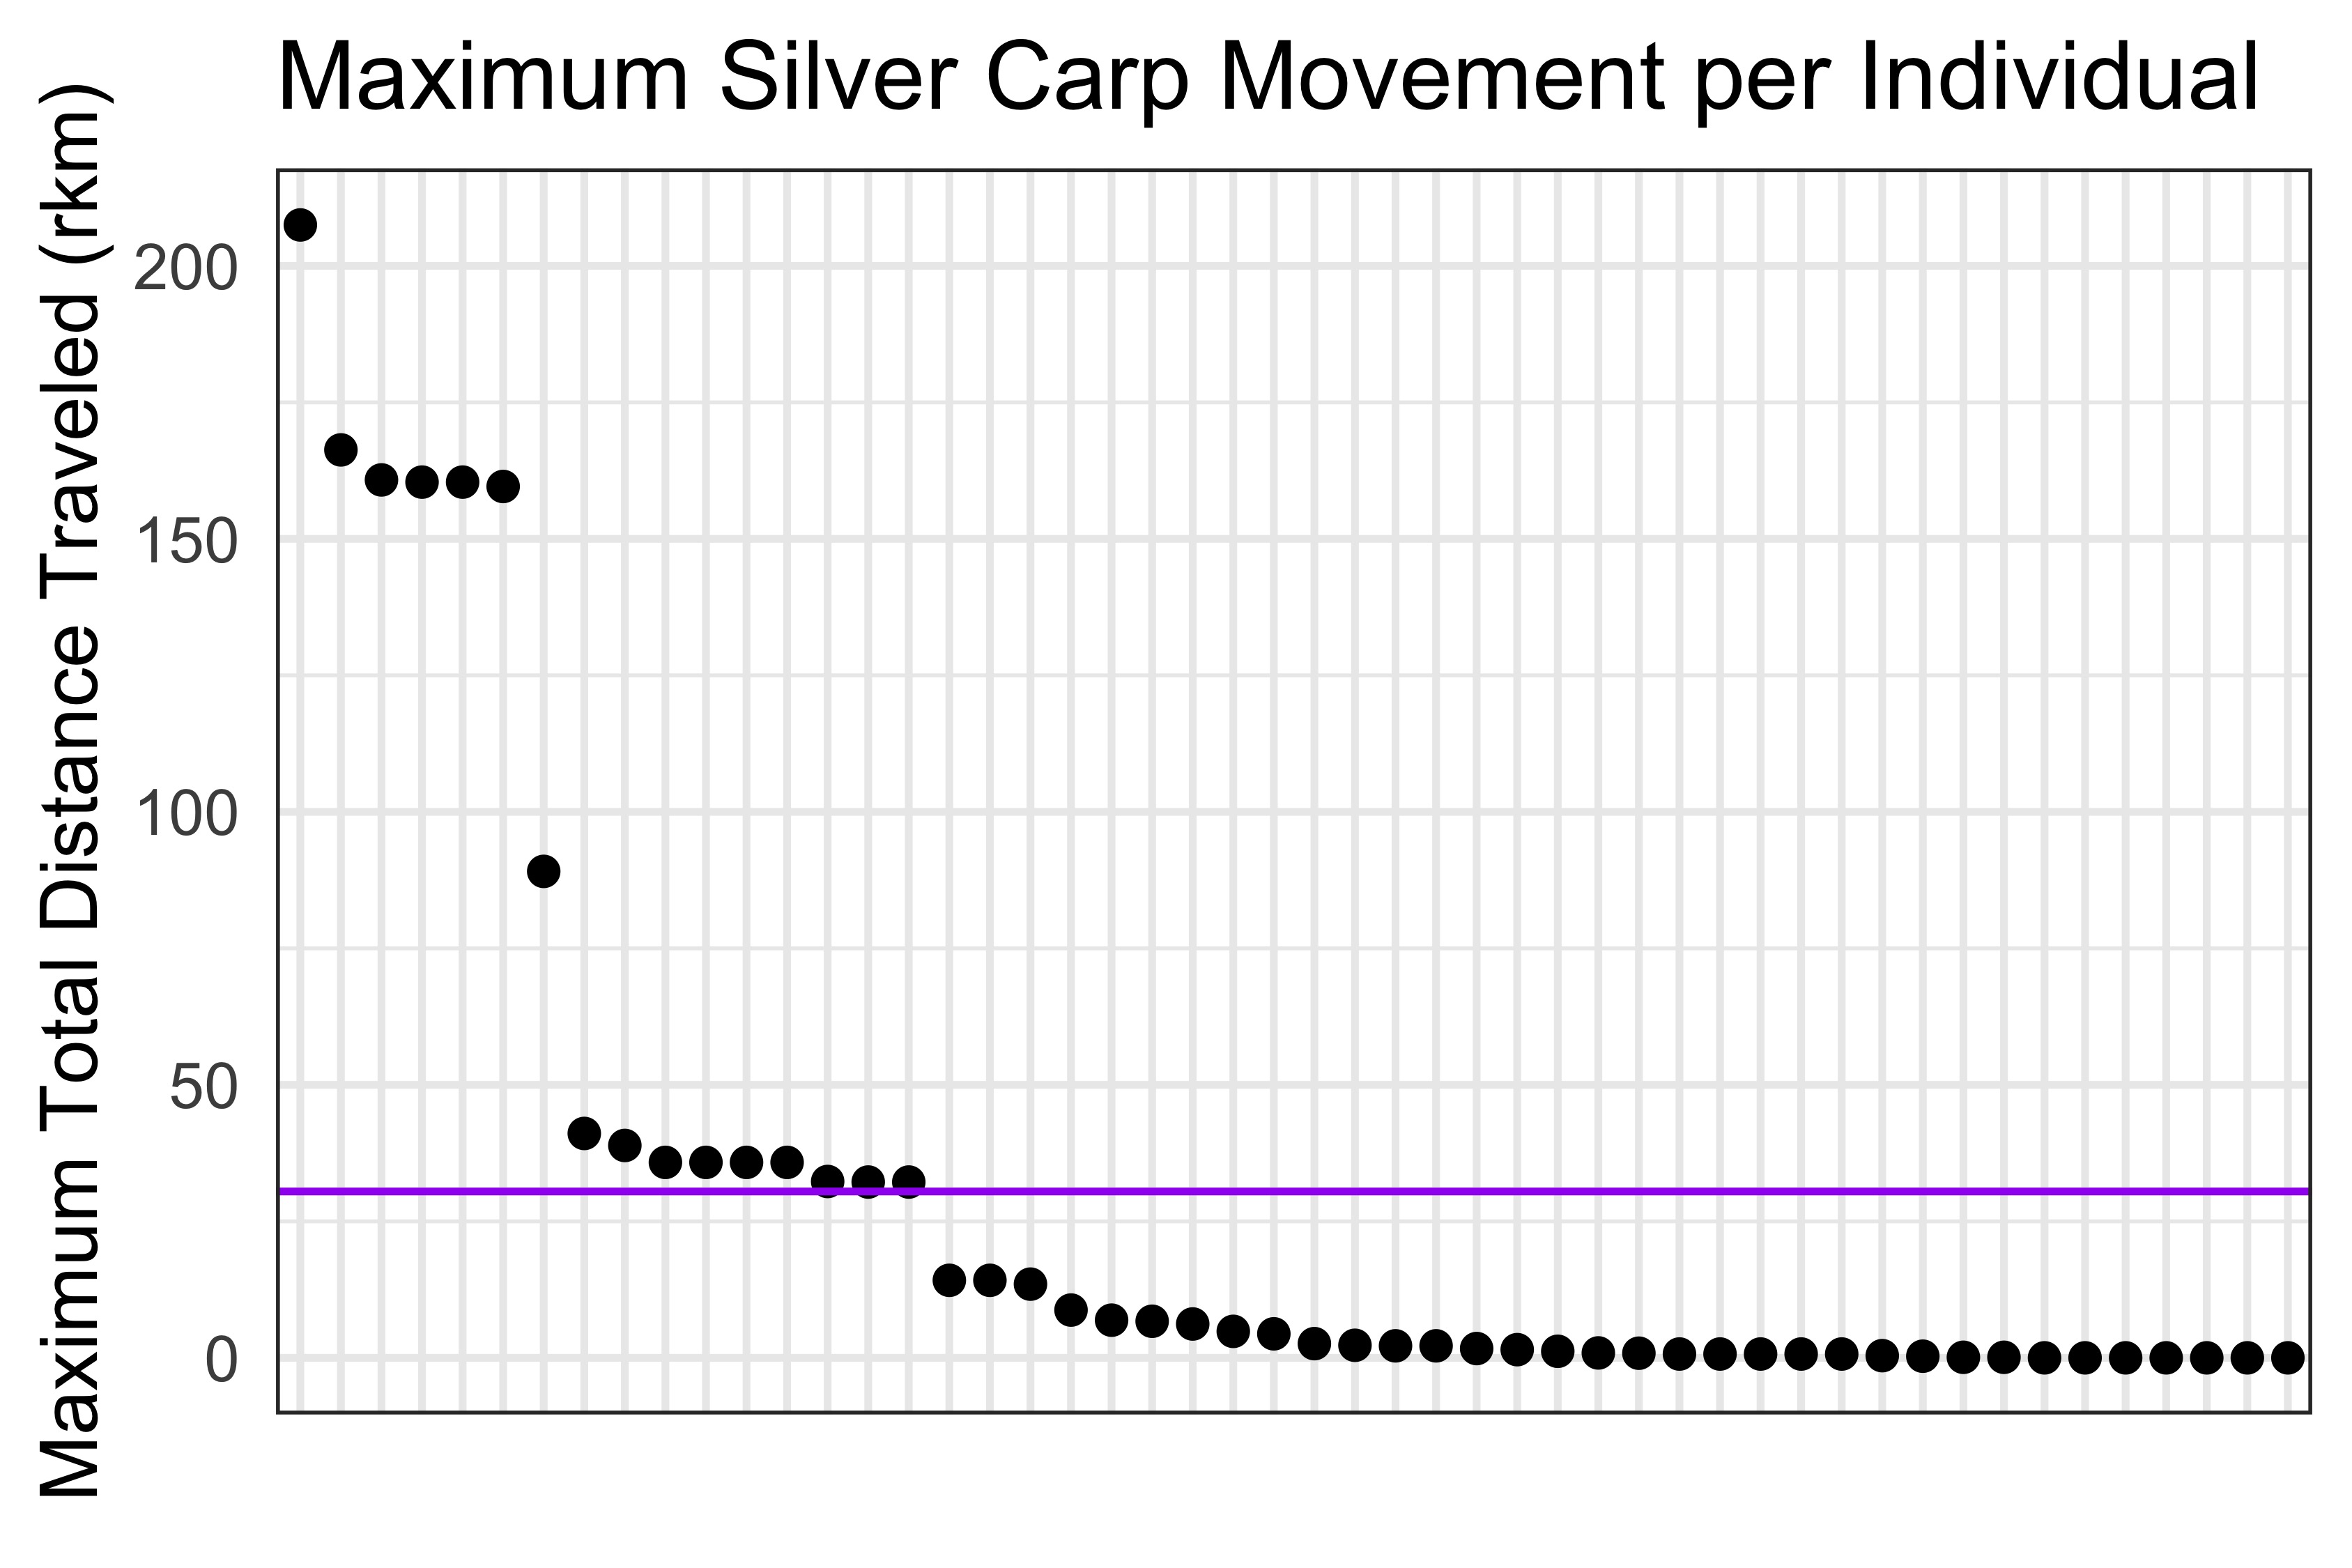 Maximum Silver Carp Movement per Individual
Maximum Total Distance Traveled (rkm)
200
150
100
50
0